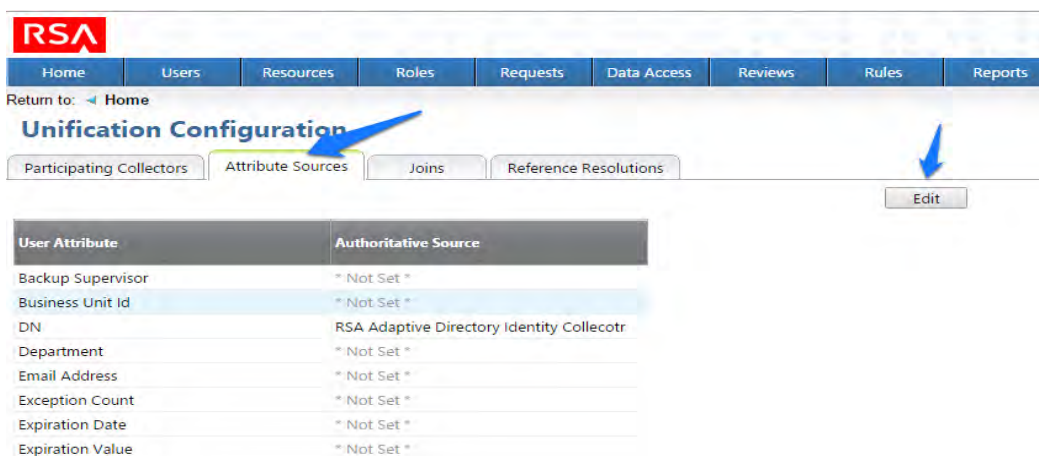 RSA
Home Users Resources Roles Requests Data Access Reviews Rules Reports
Return to: Home
Unification Configuration
Participating Collectors Attribute Sources Joins Reference Resolutions
Edit
User Attribute Authoritative Source
Backup Supervisor * Not Set *
Business Unit Id * Not Set *
DN RSA Adaptive Directory Identity Collecotr
Department * Not Set *
Email Address * Not Set *
Exception Count * Not Set *
Expiration Date * Not Set *
Expiration Value * Not Set *